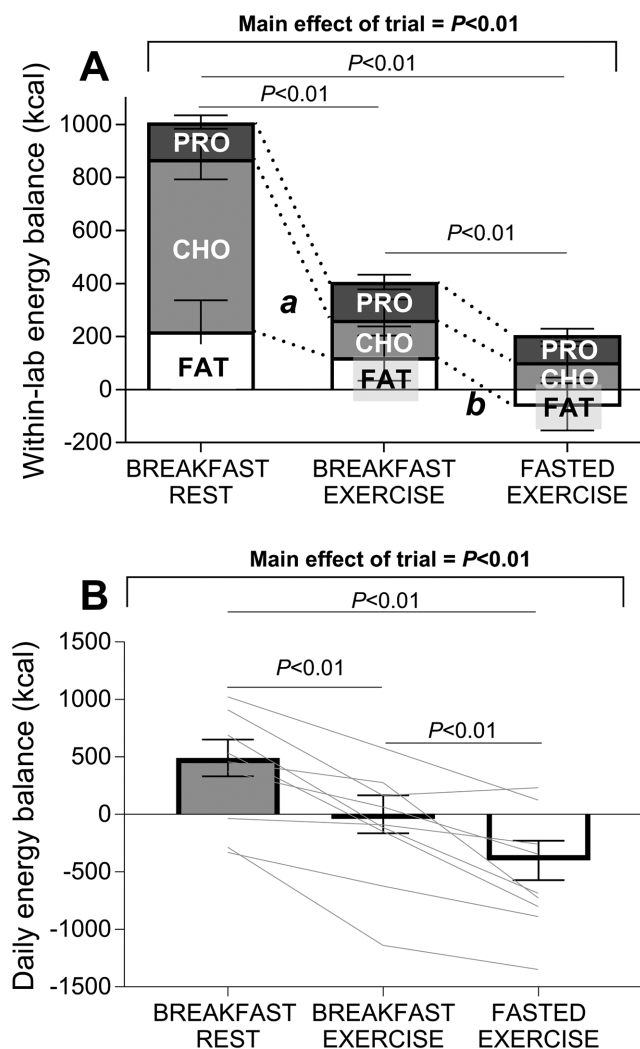 Main effect of trial = P<0.01
A
P<0.01
P<0.01
P<0.01
Within-lab energy balance (kcal)
1000
800
600
400
200
0
-200
PRO
CHO
FAT
a
PRO
CHO
FAT
b
PRO
CHO
FAT
BREAKFAST
REST
BREAKFAST
EXERCISE
FASTED
EXERCISE
Main effect of trial = P<0.01
B
P<0.01
P<0.01
P<0.01
Daily energy balance (kcal)
1500
1000
500
0
-500
-1000
-1500
BREAKFAST
REST
BREAKFAST
EXERCISE
FASTED
EXERCISE